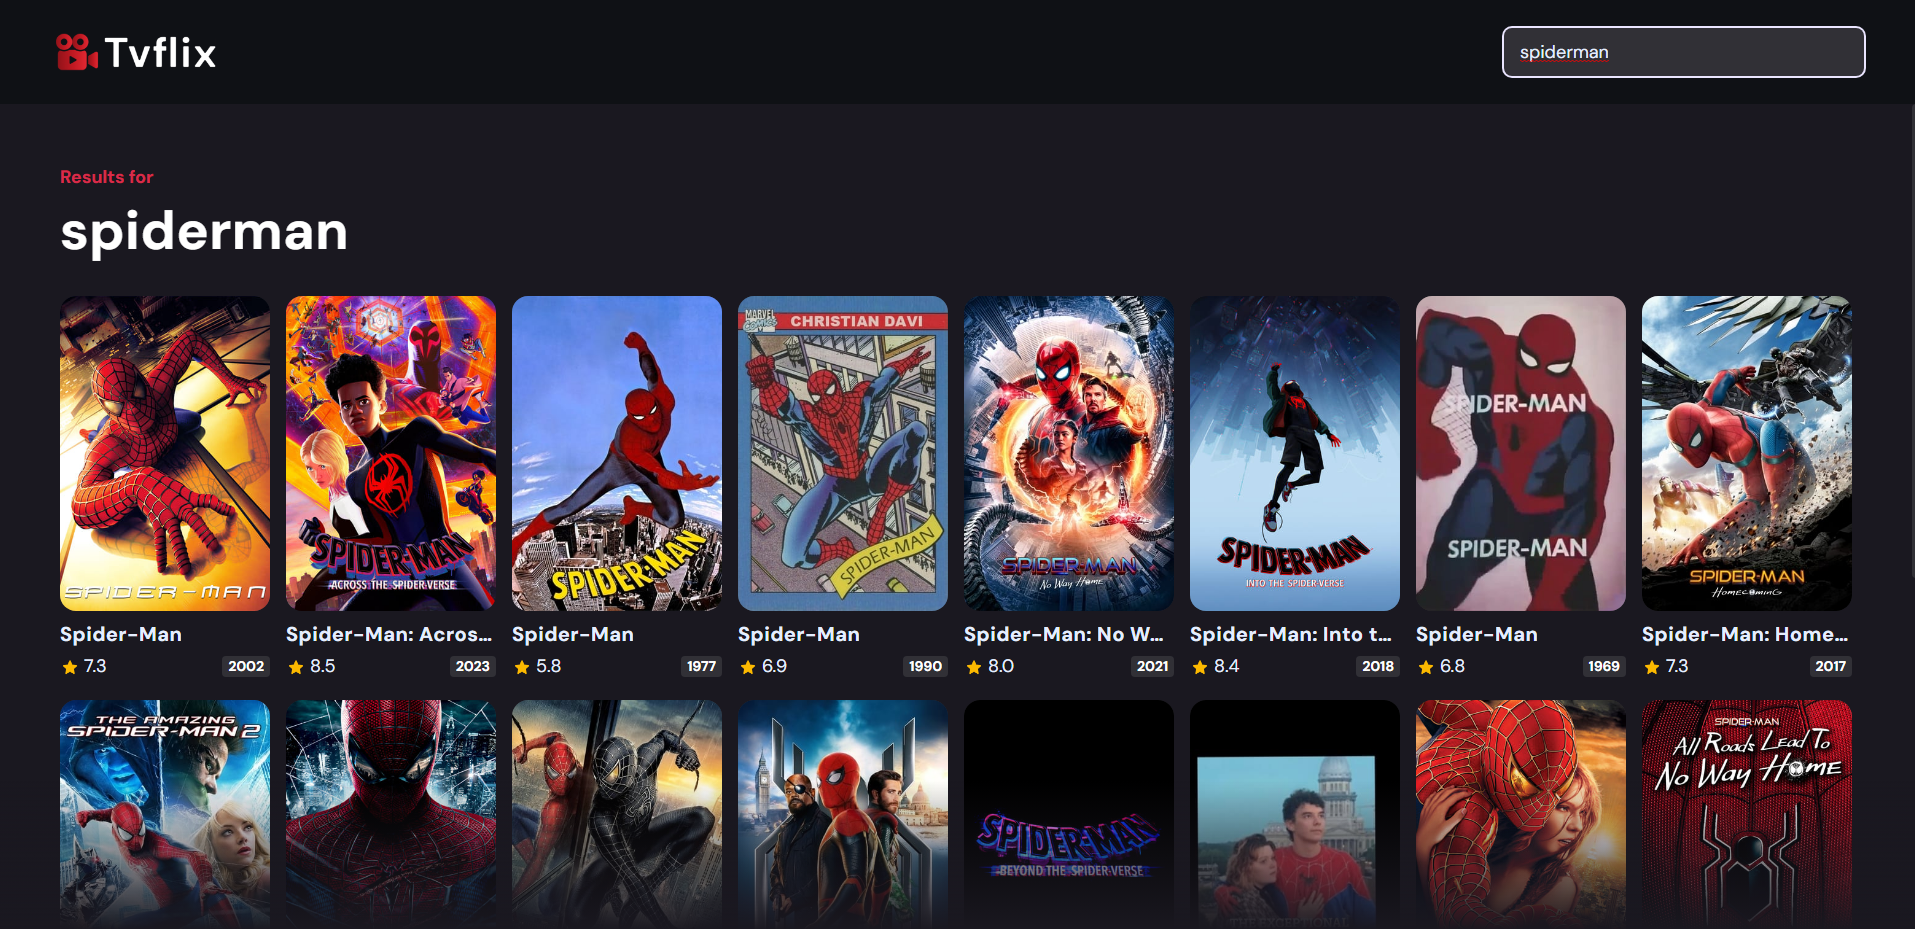 Tvflix
spiderman
Results for
spiderman
SPIDER-MAN
SPIDER-MAN
ACROSS THE SPIDER-VERSE
SPIDER-MAN
MARVEL COMICS
CHRISTIAN DAVI
SPIDER-MAN
SPIDER-MAN
No Way Home
SPIDER-MAN
INTO THE SPIDER-VERSE
SPIDER-MAN
SPIDER-MAN
SPIDER-MAN
HOMECOMING
Spider-Man
7.3 2002
Spider-Man: Acros...
8.5 2023
Spider-Man
5.8 1977
Spider-Man
6.9 1990
Spider-Man: No W...
8.0 2021
Spider-Man: Into t...
8.4 2018
Spider-Man
6.8 1969
Spider-Man: Home...
7.3 2017
THE AMAZING
SPIDER-MAN 2
SPIDER-MAN
BEYOND THE SPIDER-VERSE
THE EXCEPTIONAL
SPIDER-MAN
All Roads Lead To
No Way Home